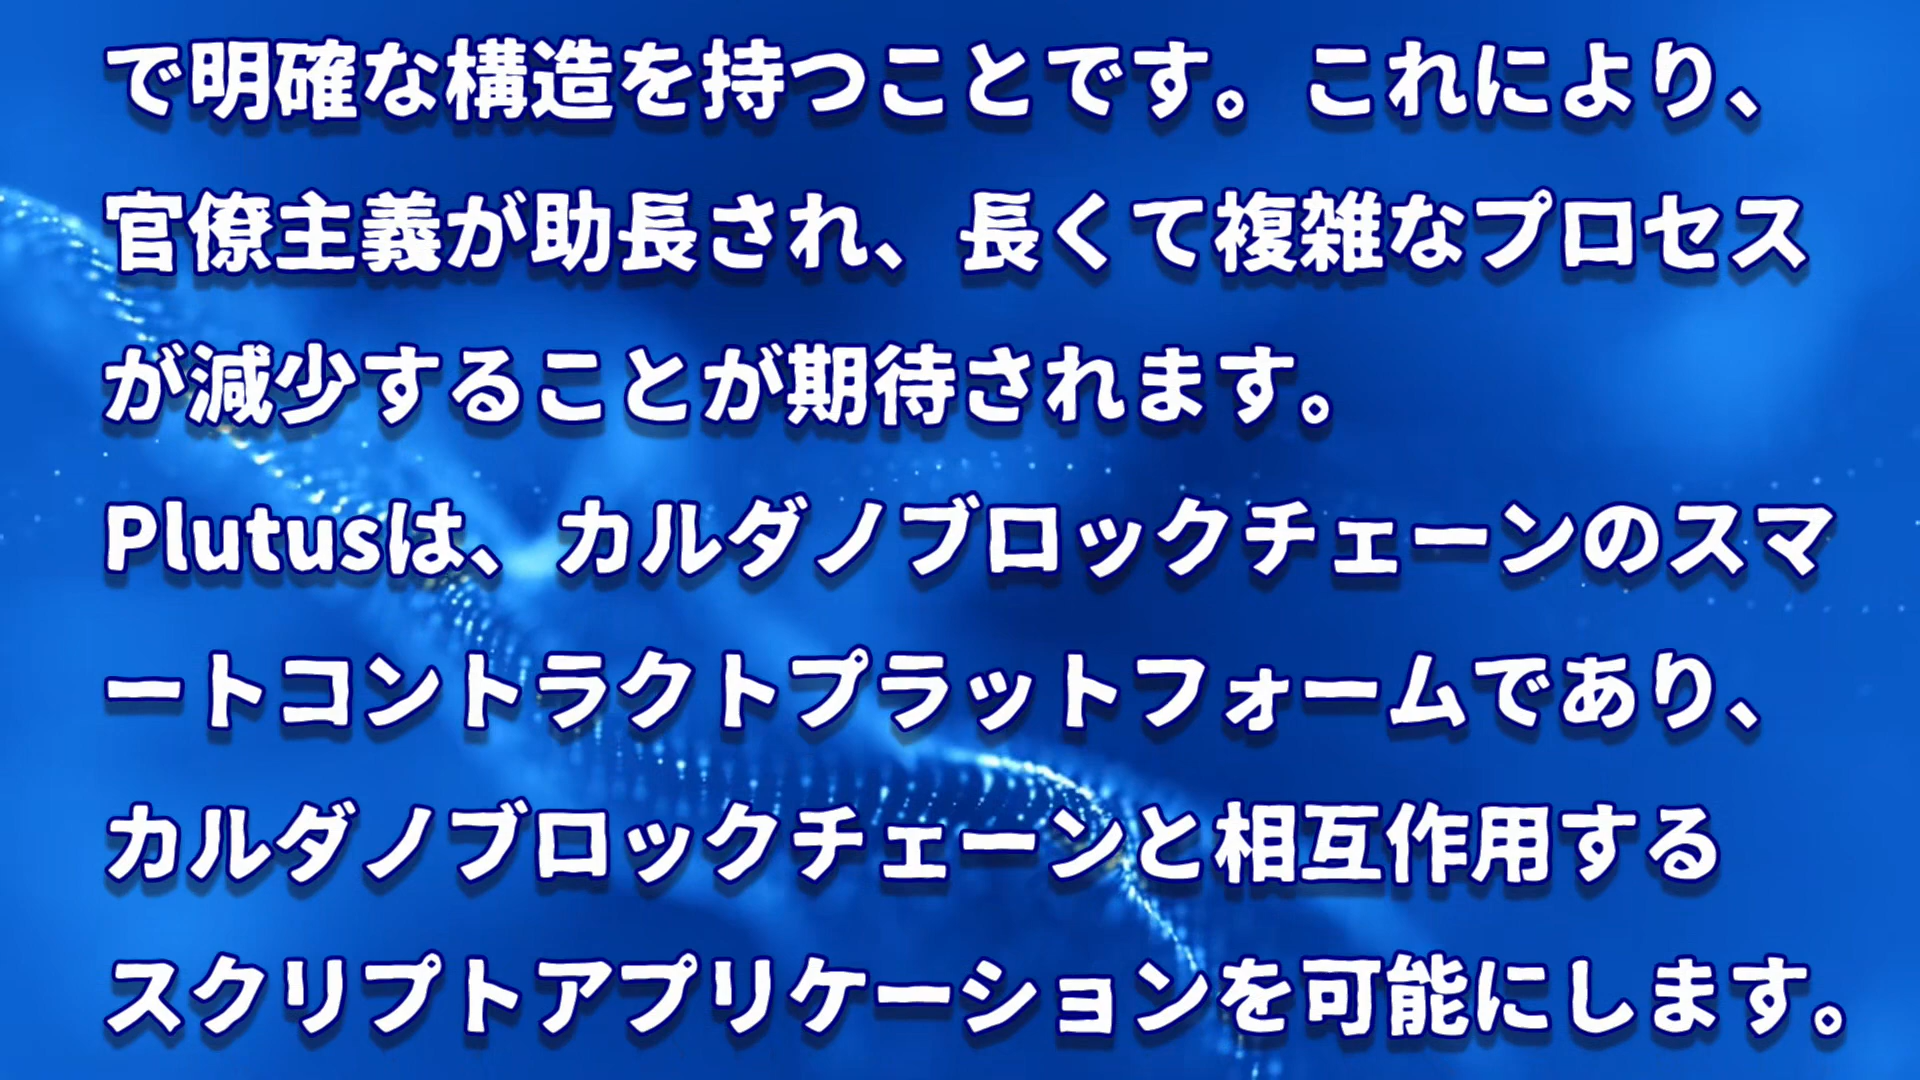 で明確な構造を持つことです。これにより、
官僚主義が助長され、長くて複雑なプロセス
が減少することが期待されます。
Plutusは、カルダノブロックチェーンのスマ
ートコントラクトプラットフォームであり、
カルダノブロックチェーンと相互作用する
スクリプトアプリケーションを可能にします。